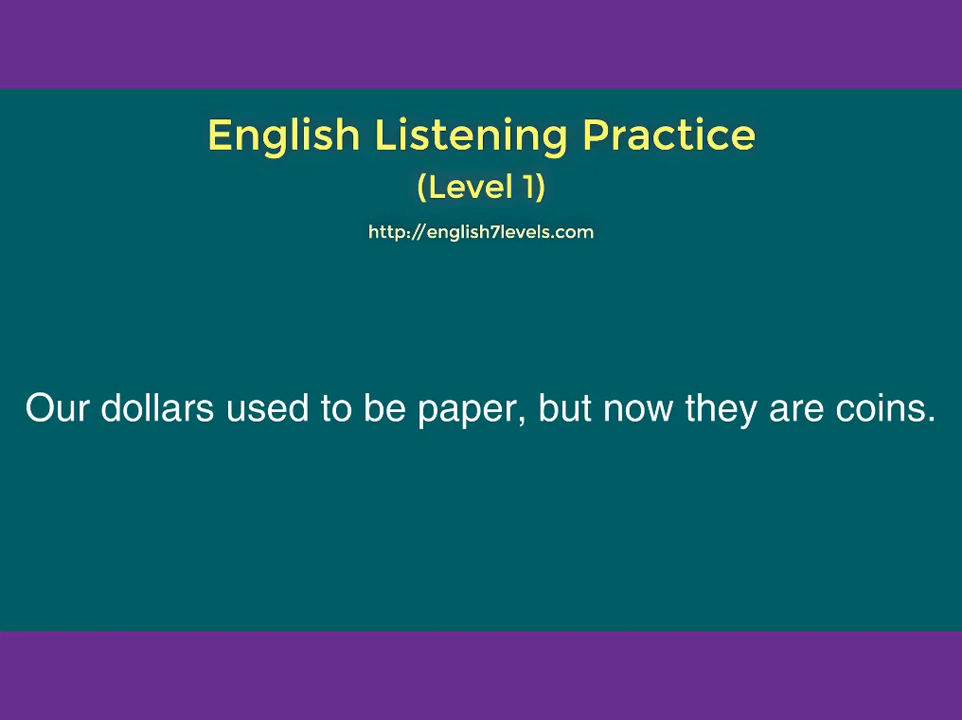 English Listening Practice
(Level 1)
http://english7levels.com
Our dollars used to be paper, but now they are coins.